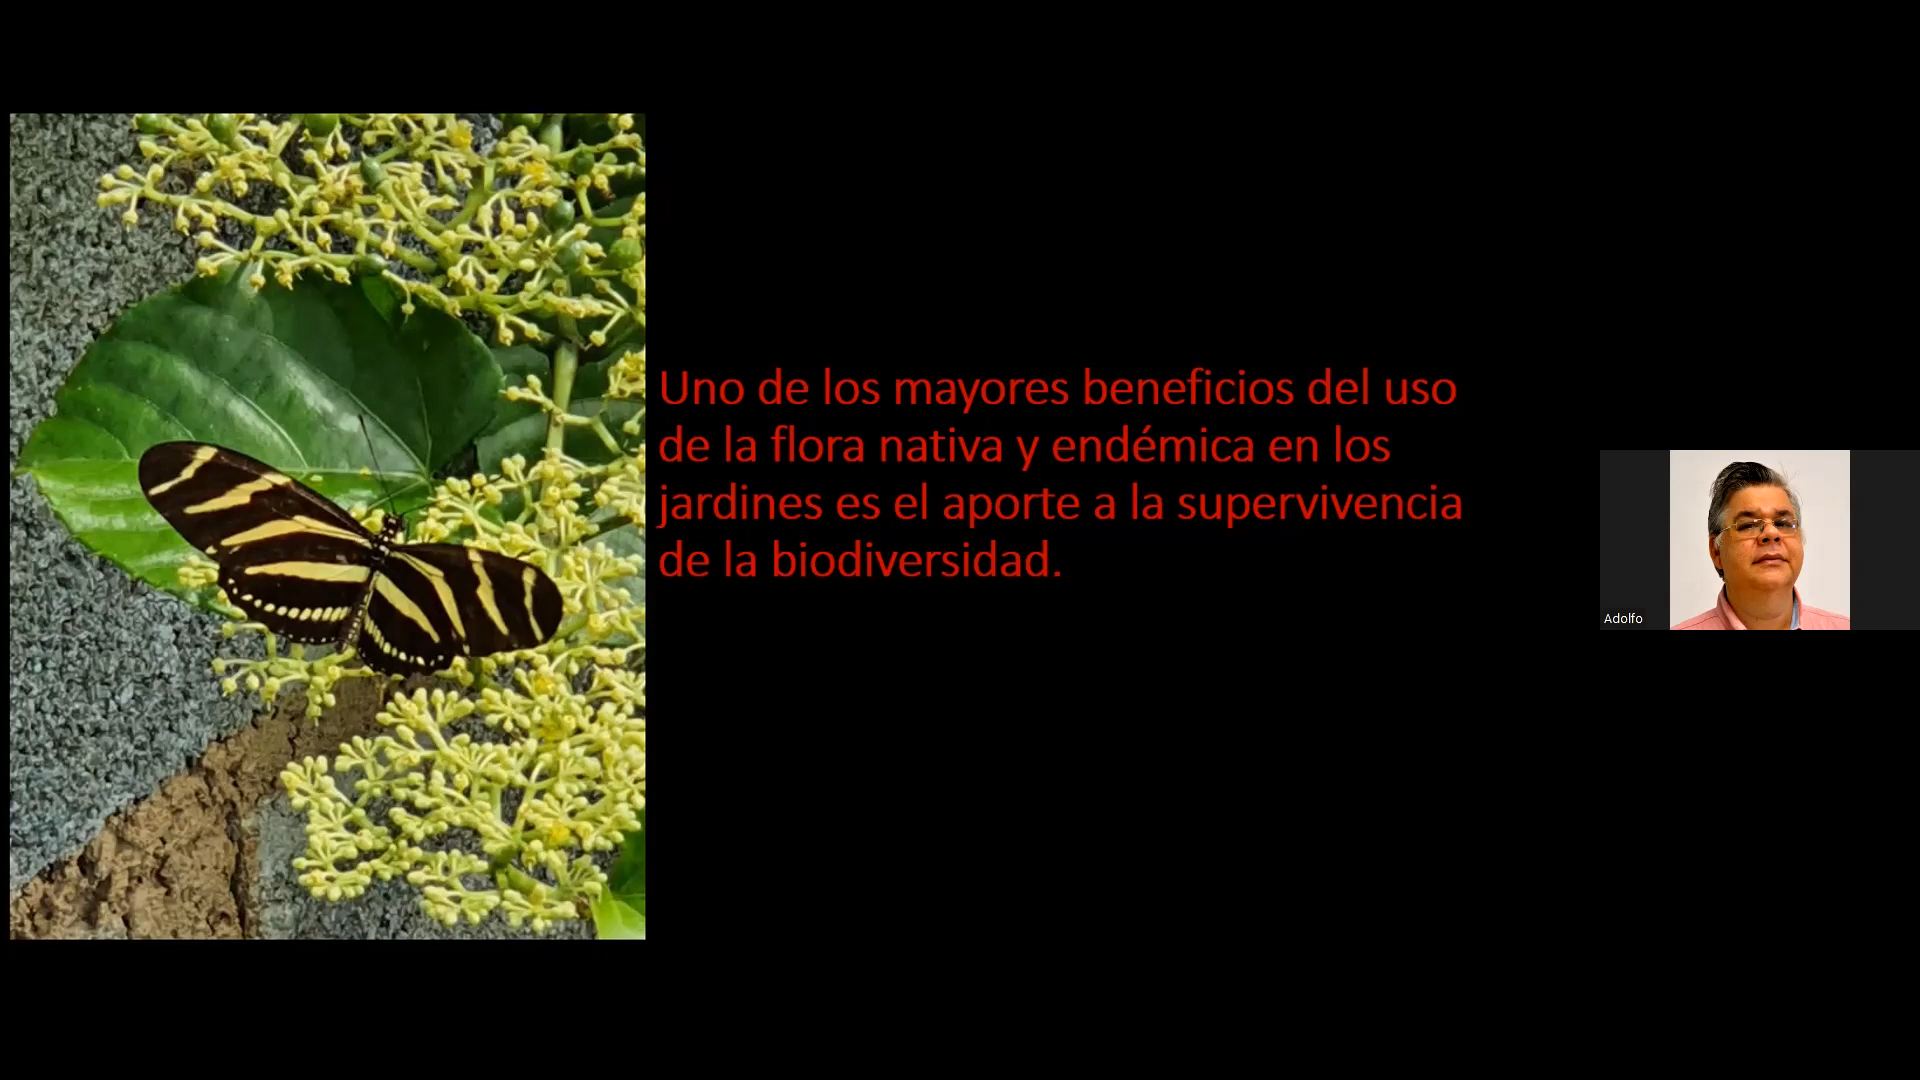 Uno de los mayores beneficios del uso
de la flora nativa y endémica en los
jardines es el aporte a la supervivencia
de la biodiversidad.
Adolfo